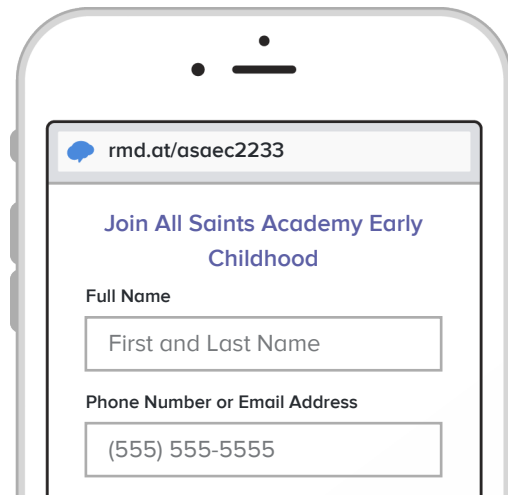 rmd.at/asaec2233
Join All Saints Academy Early
Childhood
Full Name
First and Last Name
Phone Number or Email Address
(555) 555-5555